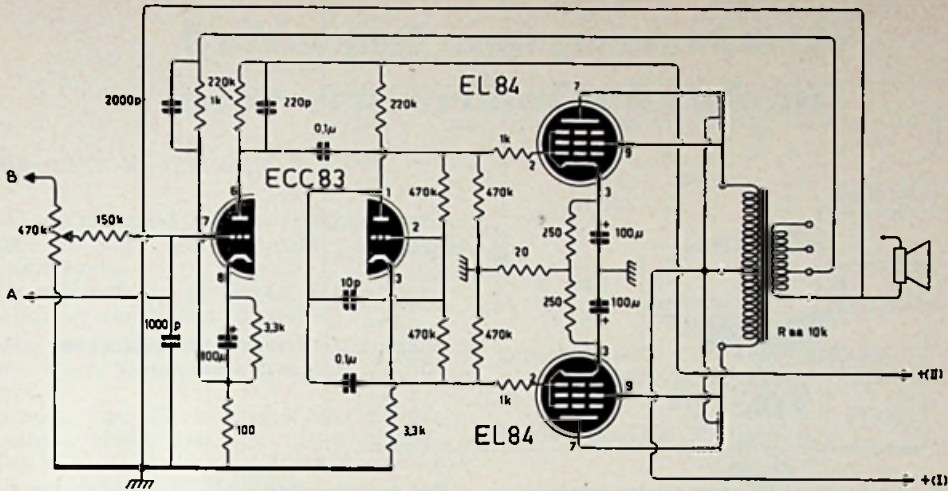 EL84
7
2000p
220k
1k
220p
220k
0,1µ
1k
2
9
B
ECC83
6
1
470k
470k
3
7
470k
150k
2
250
100µ
20
8
3
10p
A
250
100µ
1000p
3,3k
470k
470k
3
Raa 10k
0,1µ
2
9
+(II)
1k
100
3,3k
EL84
7
+(I)